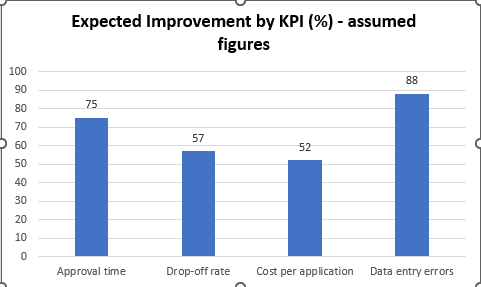 Expected Improvement by KPI (%) - assumed
figures
100
90
80
70
60
50
40
30
20
10
0
75
57
52
88
Approval time
Drop-off rate
Cost per application
Data entry errors